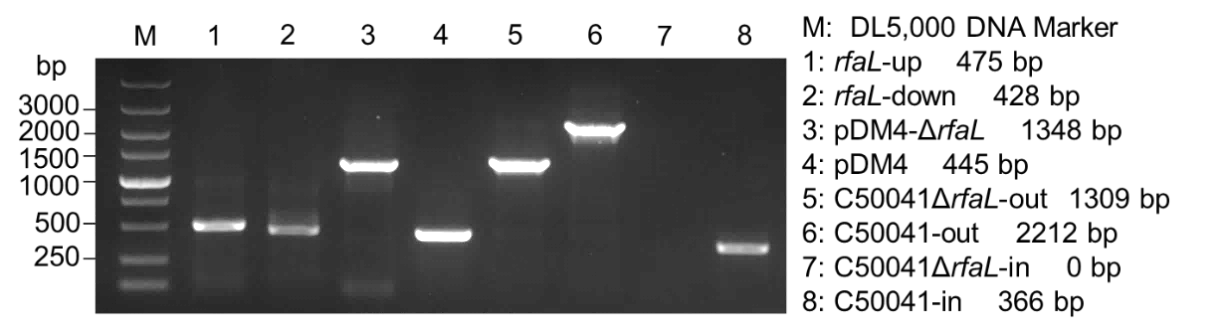 M 1 2 3 4 5 6 7 8
bp
3000
2000
1500
1000
500
250
M: DL5,000 DNA Marker
1: rfaL-up 475 bp
2: rfaL-down 428 bp
3: pDM4-ΔrfaL 1348 bp
4: pDM4 445 bp
5: C50041ΔrfaL-out 1309 bp
6: C50041-out 2212 bp
7: C50041ΔrfaL-in 0 bp
8: C50041-in 366 bp